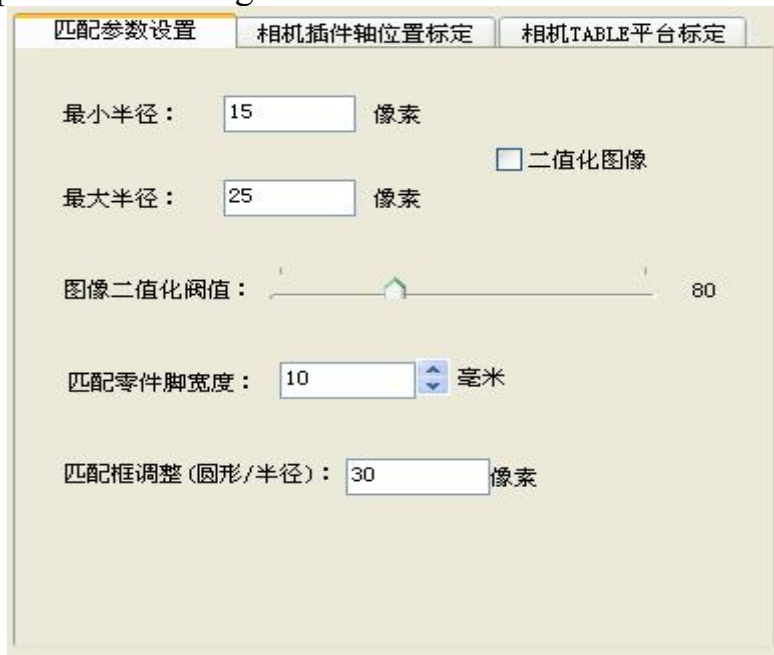 匹配参数设置 相机插件轴位置标定 相机TABLE平台标定
最小半径： 15 像素
二值化图像
最大半径： 25 像素
图像二值化阀值： 80
匹配零件脚宽度： 10 毫米
匹配框调整(圆形/半径)： 30 像素